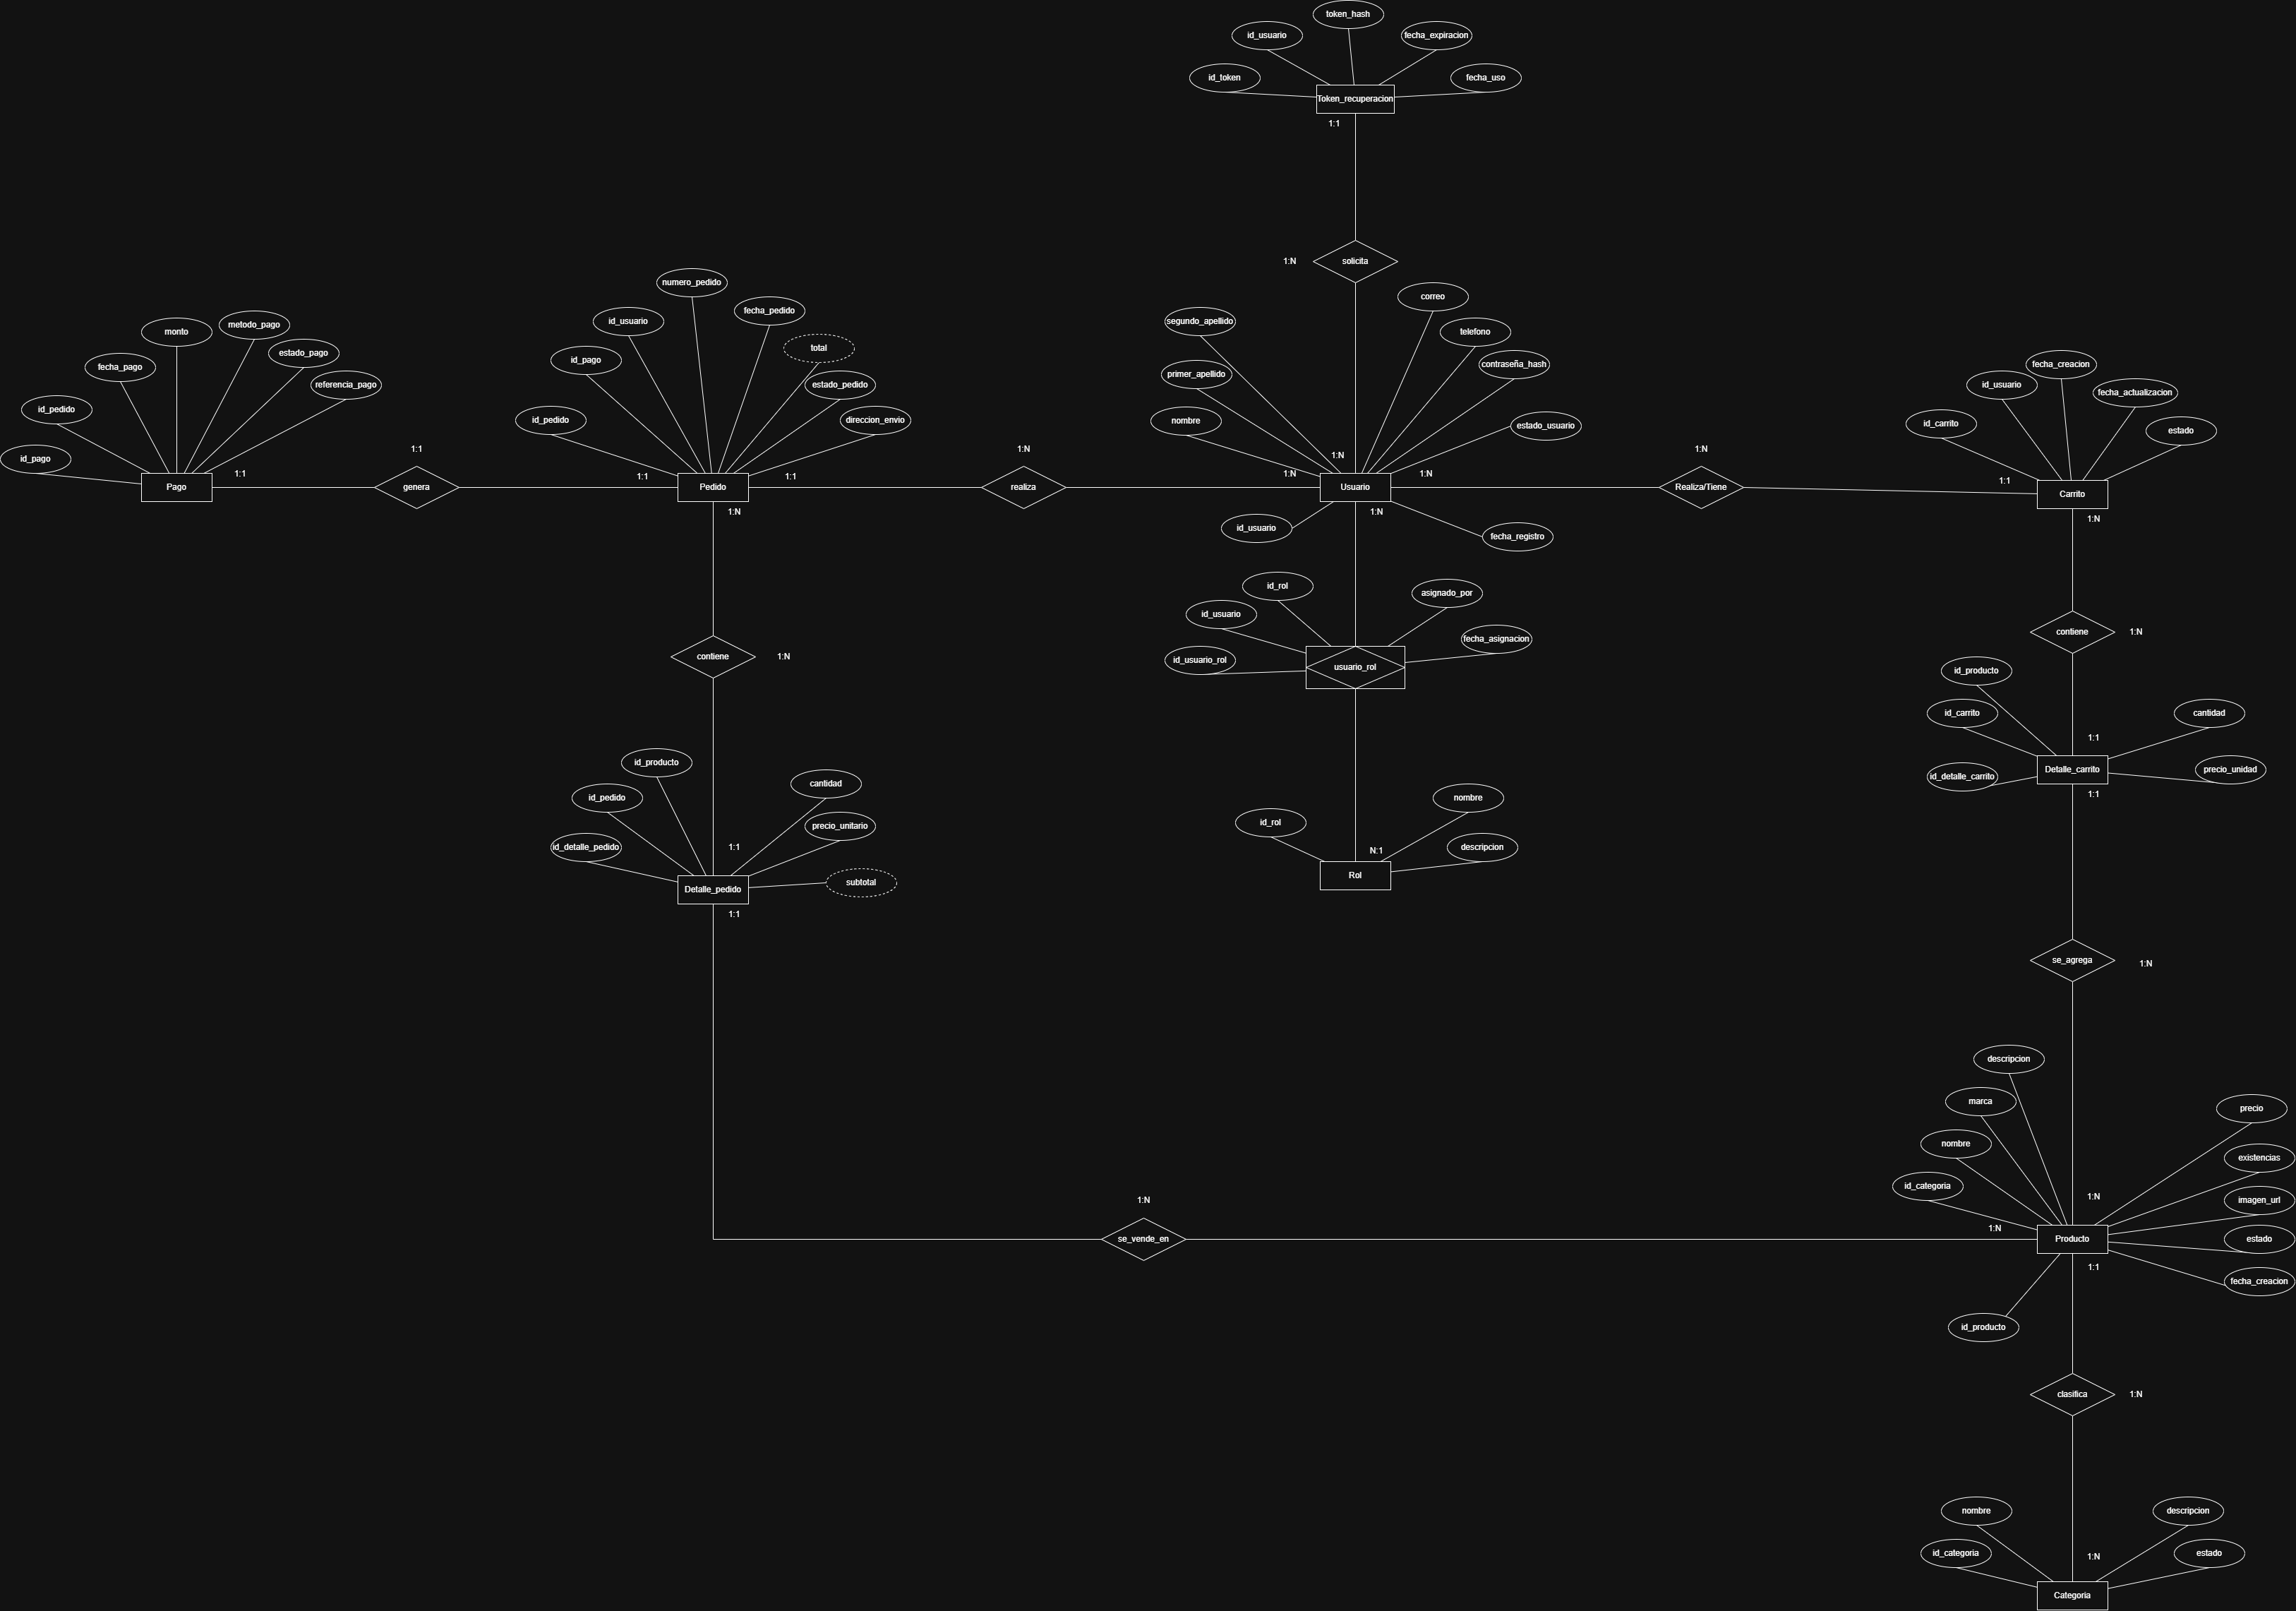 token_hash
id_usuario
fecha_expiracion
id_token
fecha_uso
Token_recuperacion
1:1
solicita
1:N
numero_pedido
correo
fecha_pedido
id_usuario
segundo_apellido
monto
metodo_pago
telefono
total
estado_pago
id_pago
fecha_pago
contraseña_hash
fecha_creacion
primer_apellido
referencia_pago
estado_pedido
id_usuario
fecha_actualizacion
id_pedido
id_pedido
direccion_envio
nombre
estado_usuario
id_carrito
estado
1:1
1:N
1:N
1:N
id_pago
1:1
1:1
1:1
1:N
1:N
1:1
Pago
genera
Pedido
realiza
Usuario
Realiza/Tiene
Carrito
1:N
1:N
1:N
id_usuario
fecha_registro
id_rol
asignado_por
id_usuario
contiene
1:N
fecha_asignacion
contiene
1:N
id_usuario_rol
usuario_rol
id_producto
id_carrito
cantidad
1:1
id_producto
Detalle_carrito
id_detalle_carrito
precio_unidad
cantidad
1:1
id_pedido
nombre
id_rol
precio_unitario
id_detalle_pedido
1:1
N:1
descripcion
Rol
subtotal
Detalle_pedido
1:1
se_agrega
1:N
descripcion
marca
precio
nombre
existencias
id_categoria
1:N
1:N
imagen_url
1:N
se_vende_en
Producto
estado
1:1
fecha_creacion
id_producto
clasifica
1:N
nombre
descripcion
id_categoria
1:N
estado
Categoria